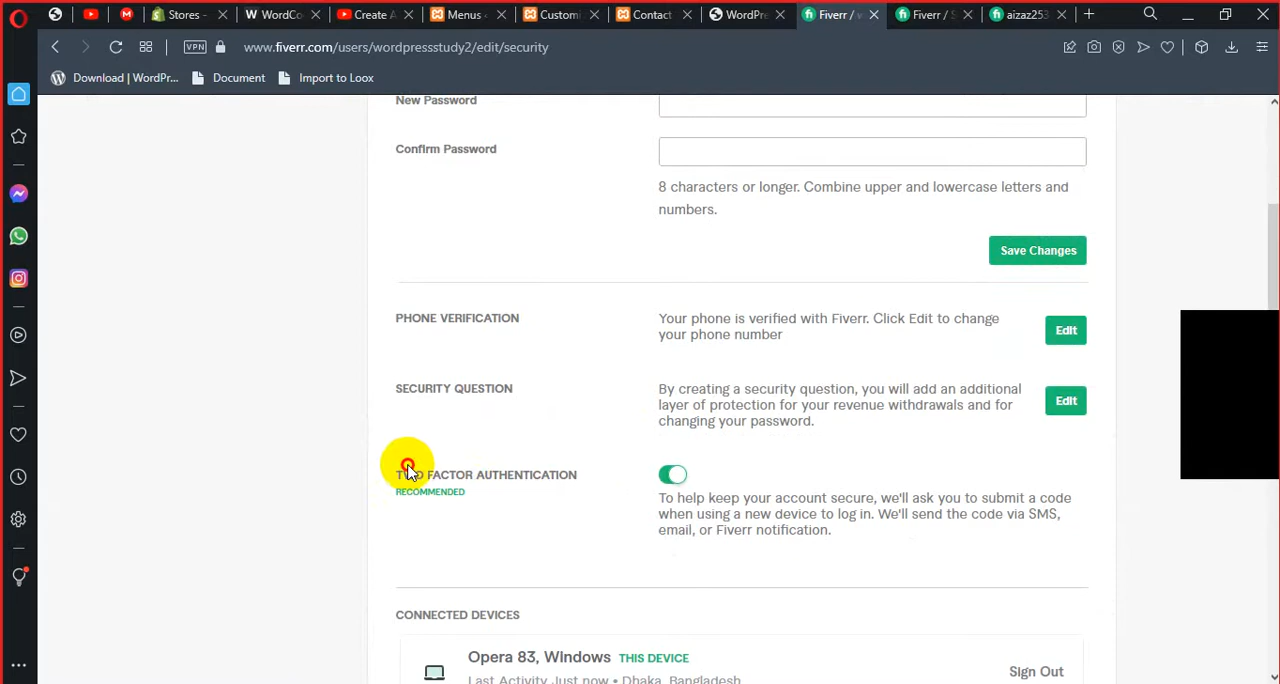 Stores -
WordCo
Create A
Menus
Customi
Contact
WordPre
Fiverr / w
Fiverr / S
aizaz253
VPN
www.fiverr.com/users/wordpressstudy2/edit/security
Download | WordPr...
Document
Import to Loox
New Password
Confirm Password
8 characters or longer. Combine upper and lowercase letters and
numbers.
Save Changes
PHONE VERIFICATION
Your phone is verified with Fiverr. Click Edit to change
your phone number
Edit
SECURITY QUESTION
By creating a security question, you will add an additional
layer of protection for your revenue withdrawals and for
changing your password.
Edit
TWO FACTOR AUTHENTICATION
RECOMMENDED
To help keep your account secure, we'll ask you to submit a code
when using a new device to log in. We'll send the code via SMS,
email, or Fiverr notification.
CONNECTED DEVICES
Opera 83, Windows THIS DEVICE
Last Activity Just now • Dhaka, Bangladesh
Sign Out